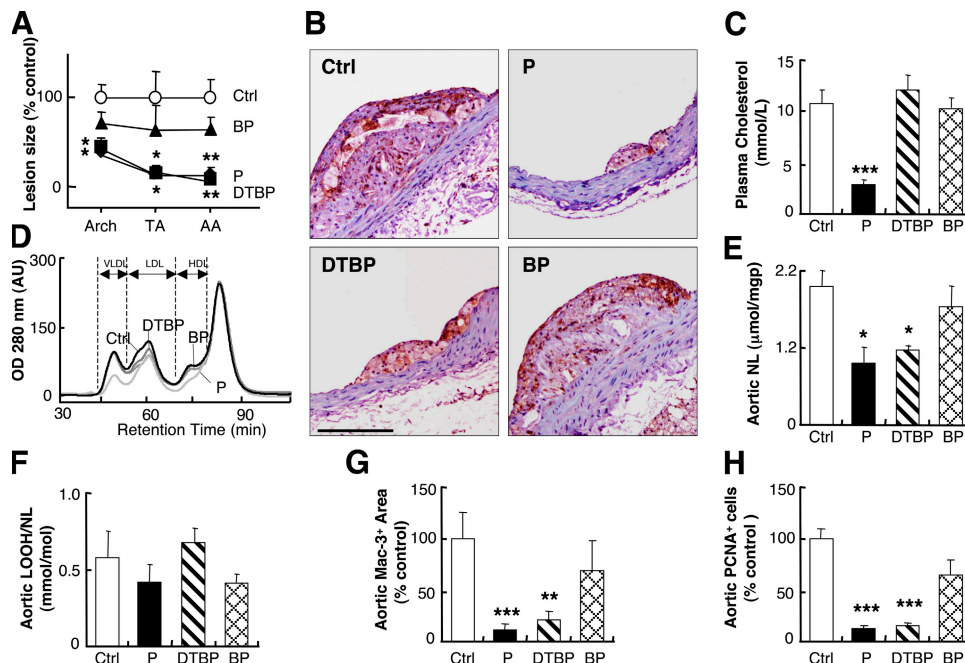 A
Lesion size (% control)
100
0
Ctrl
BP
P
DTBP
*
*
*
*
**
**
Arch TA AA
B
Ctrl
P
DTBP
BP
C
Plasma Cholesterol
(mmol/L)
15
10
5
0
***
Ctrl P DTBP BP
D
OD 280 nm (AU)
300
150
0
VLDL LDL HDL
Ctrl
DTBP
BP
P
30 60 90
Retention Time (min)
E
Aortic NL (μmol/mgp)
2.2
1.2
0
*
*
Ctrl P DTBP BP
F
Aortic LOOH/NL
(mmol/mol)
1.0
0.5
0
Ctrl P DTBP BP
G
Aortic Mac-3⁺ Area
(% control)
150
100
50
0
***
**
Ctrl P DTBP BP
H
Aortic PCNA⁺ cells
(% control )
150
100
50
0
***
***
Ctrl P DTBP BP